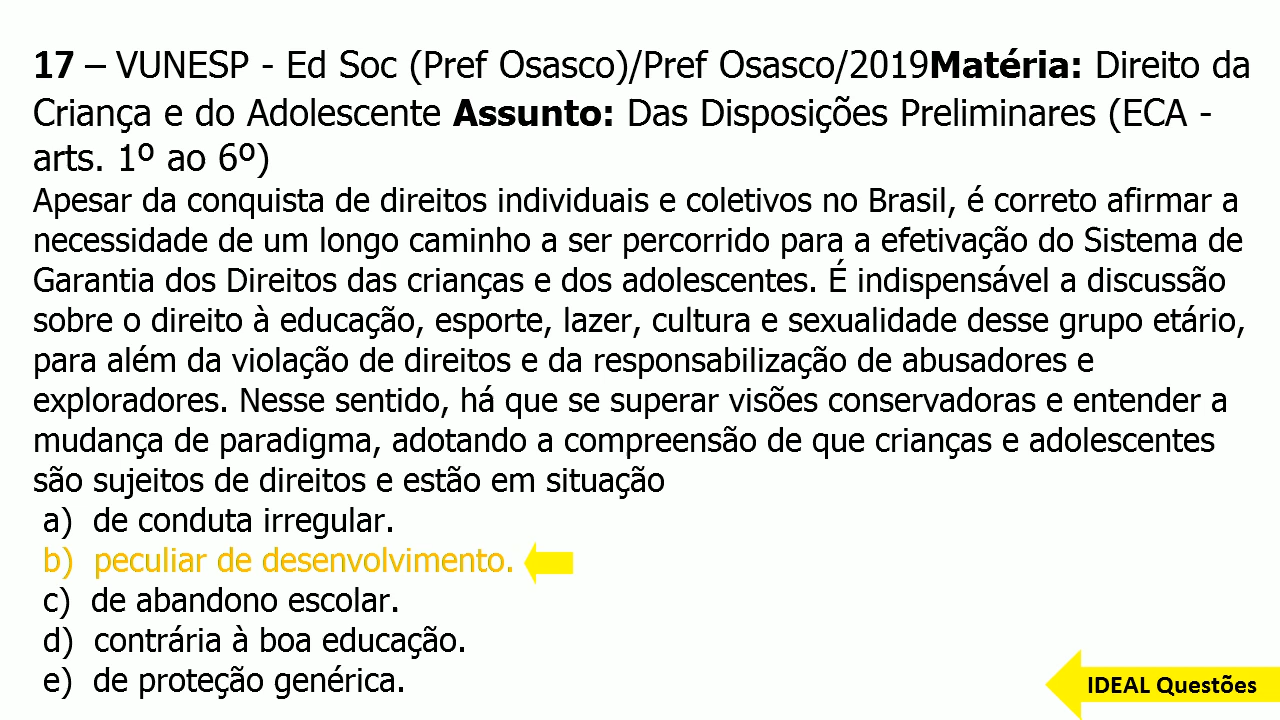 17 – VUNESP - Ed Soc (Pref Osasco)/Pref Osasco/2019Matéria: Direito da
Criança e do Adolescente Assunto: Das Disposições Preliminares (ECA -
arts. 1º ao 6º)
Apesar da conquista de direitos individuais e coletivos no Brasil, é correto afirmar a
necessidade de um longo caminho a ser percorrido para a efetivação do Sistema de
Garantia dos Direitos das crianças e dos adolescentes. É indispensável a discussão
sobre o direito à educação, esporte, lazer, cultura e sexualidade desse grupo etário,
para além da violação de direitos e da responsabilização de abusadores e
exploradores. Nesse sentido, há que se superar visões conservadoras e entender a
mudança de paradigma, adotando a compreensão de que crianças e adolescentes
são sujeitos de direitos e estão em situação
a) de conduta irregular.
b) peculiar de desenvolvimento.
c) de abandono escolar.
d) contrária à boa educação.
e) de proteção genérica.
IDEAL Questões